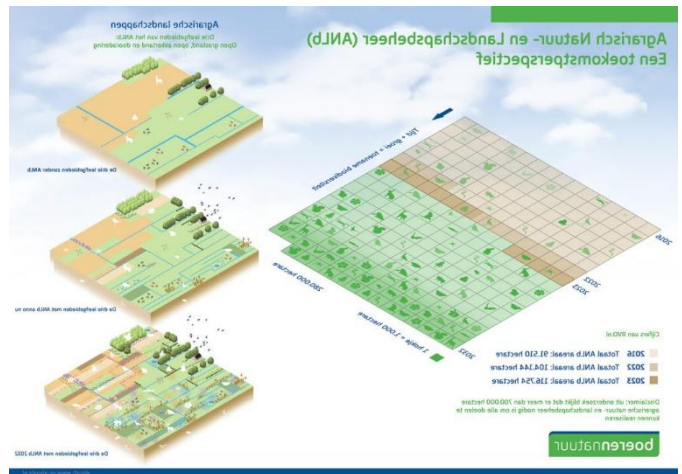 Agrarisch Natuur- en Landschapsbeheer (ANLb)
Een toekomstperspectief
Agrarische landschappen
Drie leefgebieden van het ANLb:
Open grasland, open akkerland en dooradering
De drie leefgebieden zonder ANLb
De drie leefgebieden met ANLb anno nu
De drie leefgebieden met ANLb 2032
Tijd + groei = toename biodiversiteit
2016
2022
2023
2032
280.000 hectare
1 hokje = 1.000 hectare
Cijfers van RVO.nl
2016 Totaal ANLb areaal: 91.510 hectare
2022 Totaal ANLb areaal: 104.144 hectare
2023 Totaal ANLb areaal: 116.754 hectare
Disclaimer: uit onderzoek blijkt dat er meer dan 700.000 hectare
agrarische natuur- en landschapsbeheer nodig is om alle doelen te
kunnen realiseren
boerennatuur